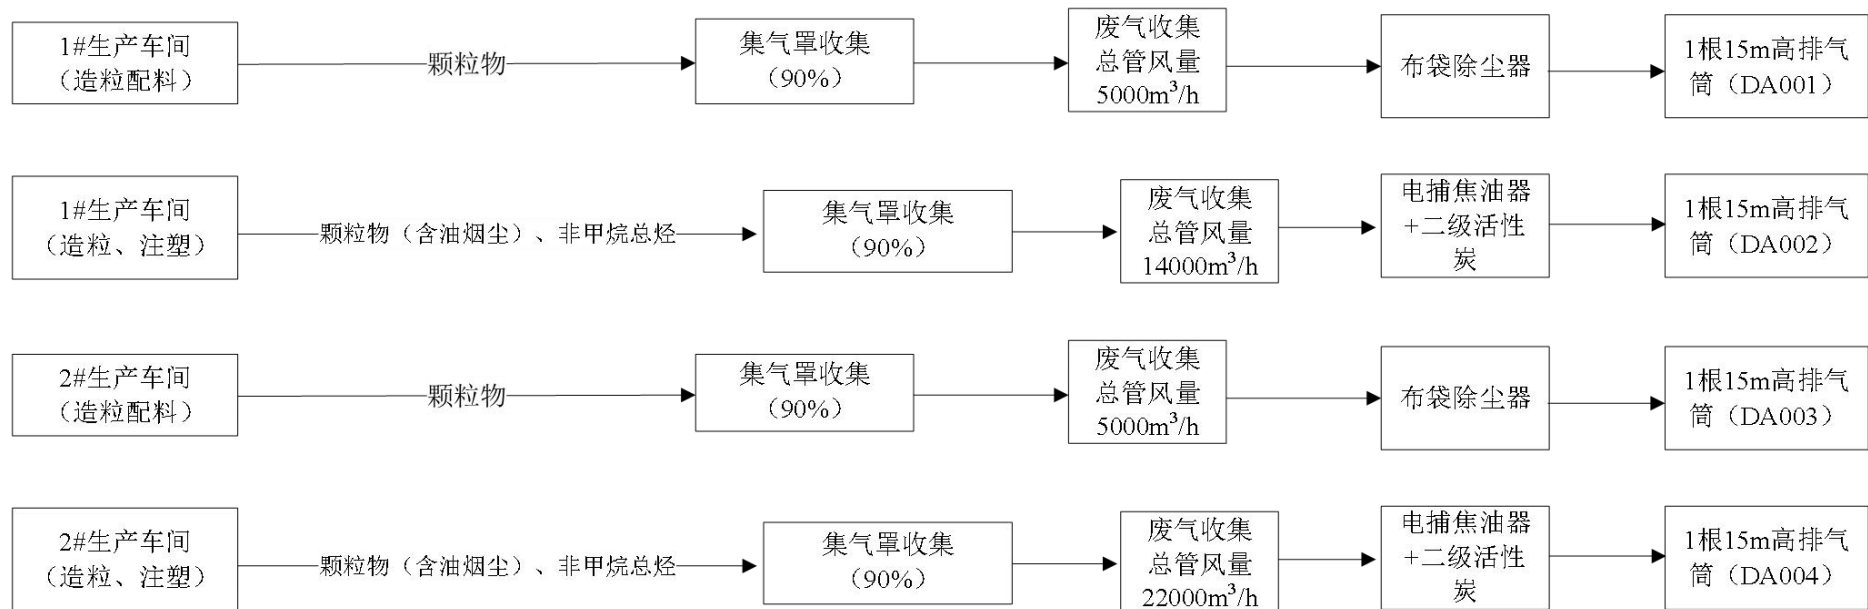 1#生产车间
（造粒配料）
颗粒物
集气罩收集
（90%）
废气收集
总管风量
5000m³/h
布袋除尘器
1根15m高排气
筒（DA001）
1#生产车间
（造粒、注塑）
颗粒物（含油烟尘）、非甲烷总烃
集气罩收集
（90%）
废气收集
总管风量
14000m³/h
电捕焦油器
+二级活性
炭
1根15m高排气
筒（DA002）
2#生产车间
（造粒配料）
颗粒物
集气罩收集
（90%）
废气收集
总管风量
5000m³/h
布袋除尘器
1根15m高排气
筒（DA003）
2#生产车间
（造粒、注塑）
颗粒物（含油烟尘）、非甲烷总烃
集气罩收集
（90%）
废气收集
总管风量
22000m³/h
电捕焦油器
+二级活性
炭
1根15m高排气
筒（DA004）